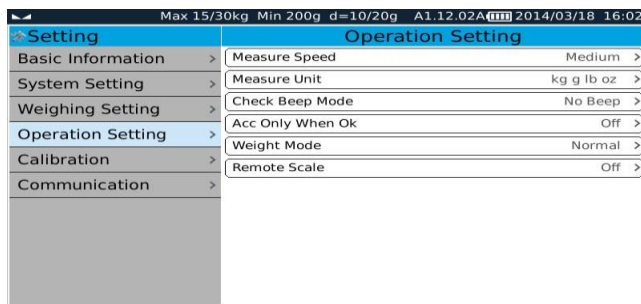 Max 15/30kg Min 200g d=10/20g A1.12.02A 2014/03/18 16:02
Setting
Operation Setting
Basic Information >
System Setting >
Weighing Setting >
Operation Setting >
Calibration >
Communication >
Measure Speed Medium >
Measure Unit kg g lb oz >
Check Beep Mode No Beep >
Acc Only When Ok Off >
Weight Mode Normal >
Remote Scale Off >